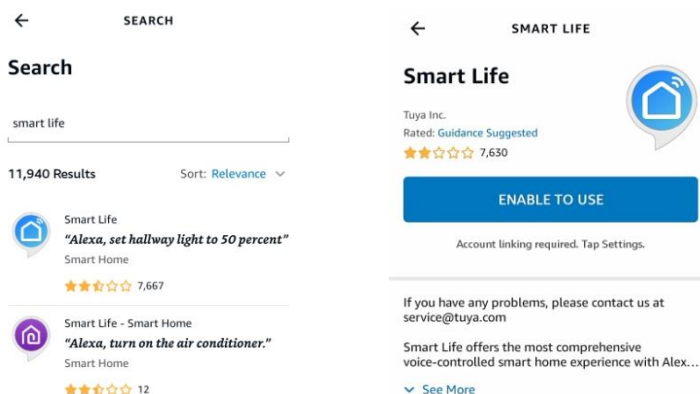 SEARCH
Search
smart life
11,940 Results
Sort: Relevance
Smart Life
“Alexa, set hallway light to 50 percent”
Smart Home
7,667
Smart Life - Smart Home
“Alexa, turn on the air conditioner.”
Smart Home
12
SMART LIFE
Smart Life
Tuya Inc.
Rated: Guidance Suggested
7,630
ENABLE TO USE
Account linking required. Tap Settings.
If you have any problems, please contact us at
service@tuya.com
Smart Life offers the most comprehensive
voice-controlled smart home experience with Alex...
See More